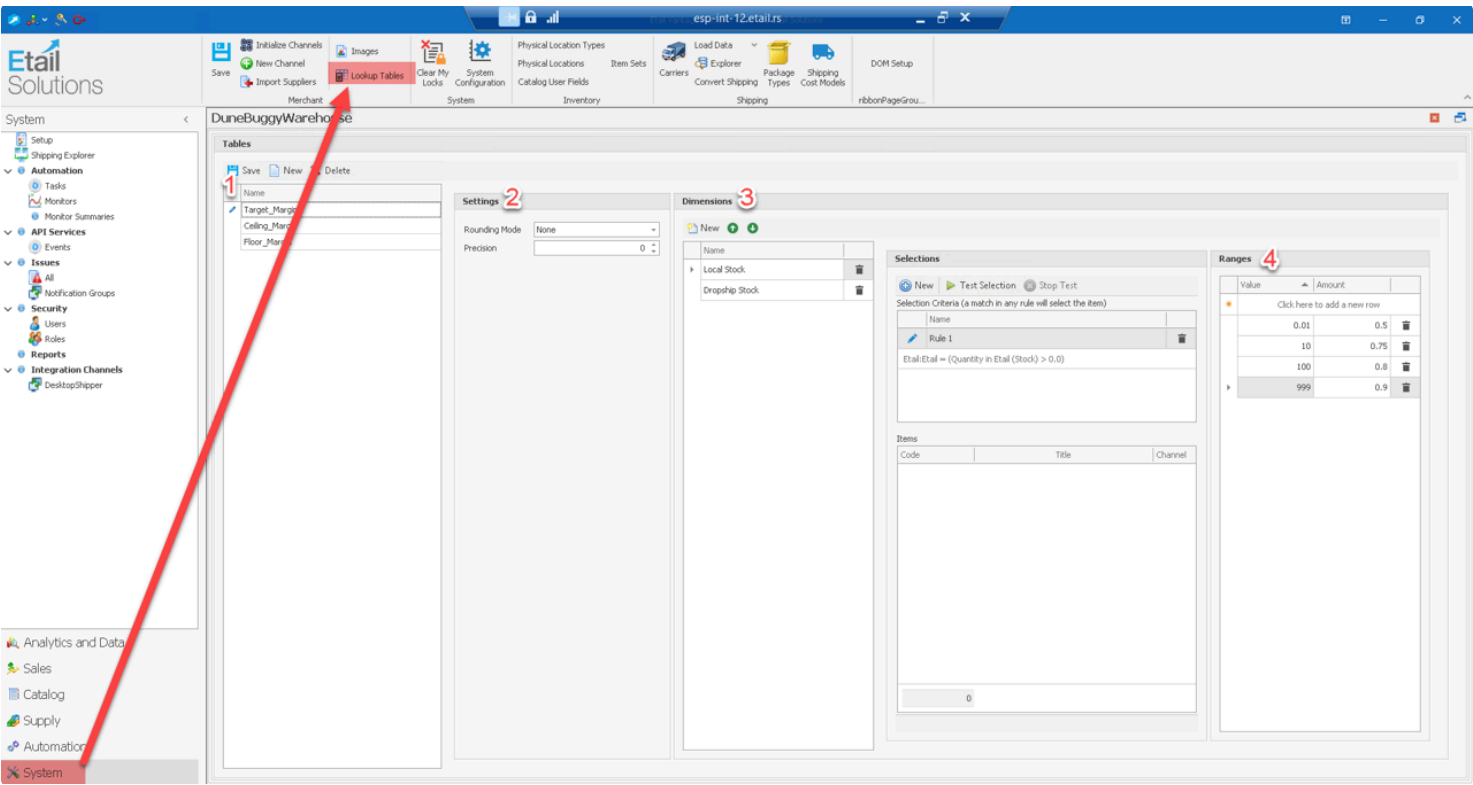 esp-int-12.etail.rs
Etail
Solutions
Save
Initialize Channels
New Channel
Import Suppliers
Images
Lookup Tables
Merchant
Clear My
Locks
System
Configuration
System
Physical Location Types
Physical Locations
Item Sets
Catalog User Fields
Inventory
Carriers
Load Data
Explorer
Convert Shipping
Package
Types
Shipping
Cost Models
Shipping
DOM Setup
ribbonPageGrou...
System
Setup
Shipping Explorer
Automation
Tasks
Monitors
Monitor Summaries
API Services
Events
Issues
All
Notification Groups
Security
Users
Roles
Reports
Integration Channels
DesktopShipper
Analytics and Data
Sales
Catalog
Supply
Automation
System
DuneBuggyWarehouse
Tables
Save New Delete
1
Name
Target_Margin
Ceiling_Marg
Floor_Mar
Settings 2
Rounding Mode None
Precision 0
Dimensions 3
New
Name
Local Stock
Dropship Stock
Selections
New Test Selection Stop Test
Selection Criteria (a match in any rule will select the item)
Name
Rule 1
Etail:Etail = (Quantity in Etail (Stock) > 0.0)
Items
Code Title Channel
0
Ranges 4
Value Amount
Click here to add a new row
0.01 0.5
10 0.75
100 0.8
999 0.9